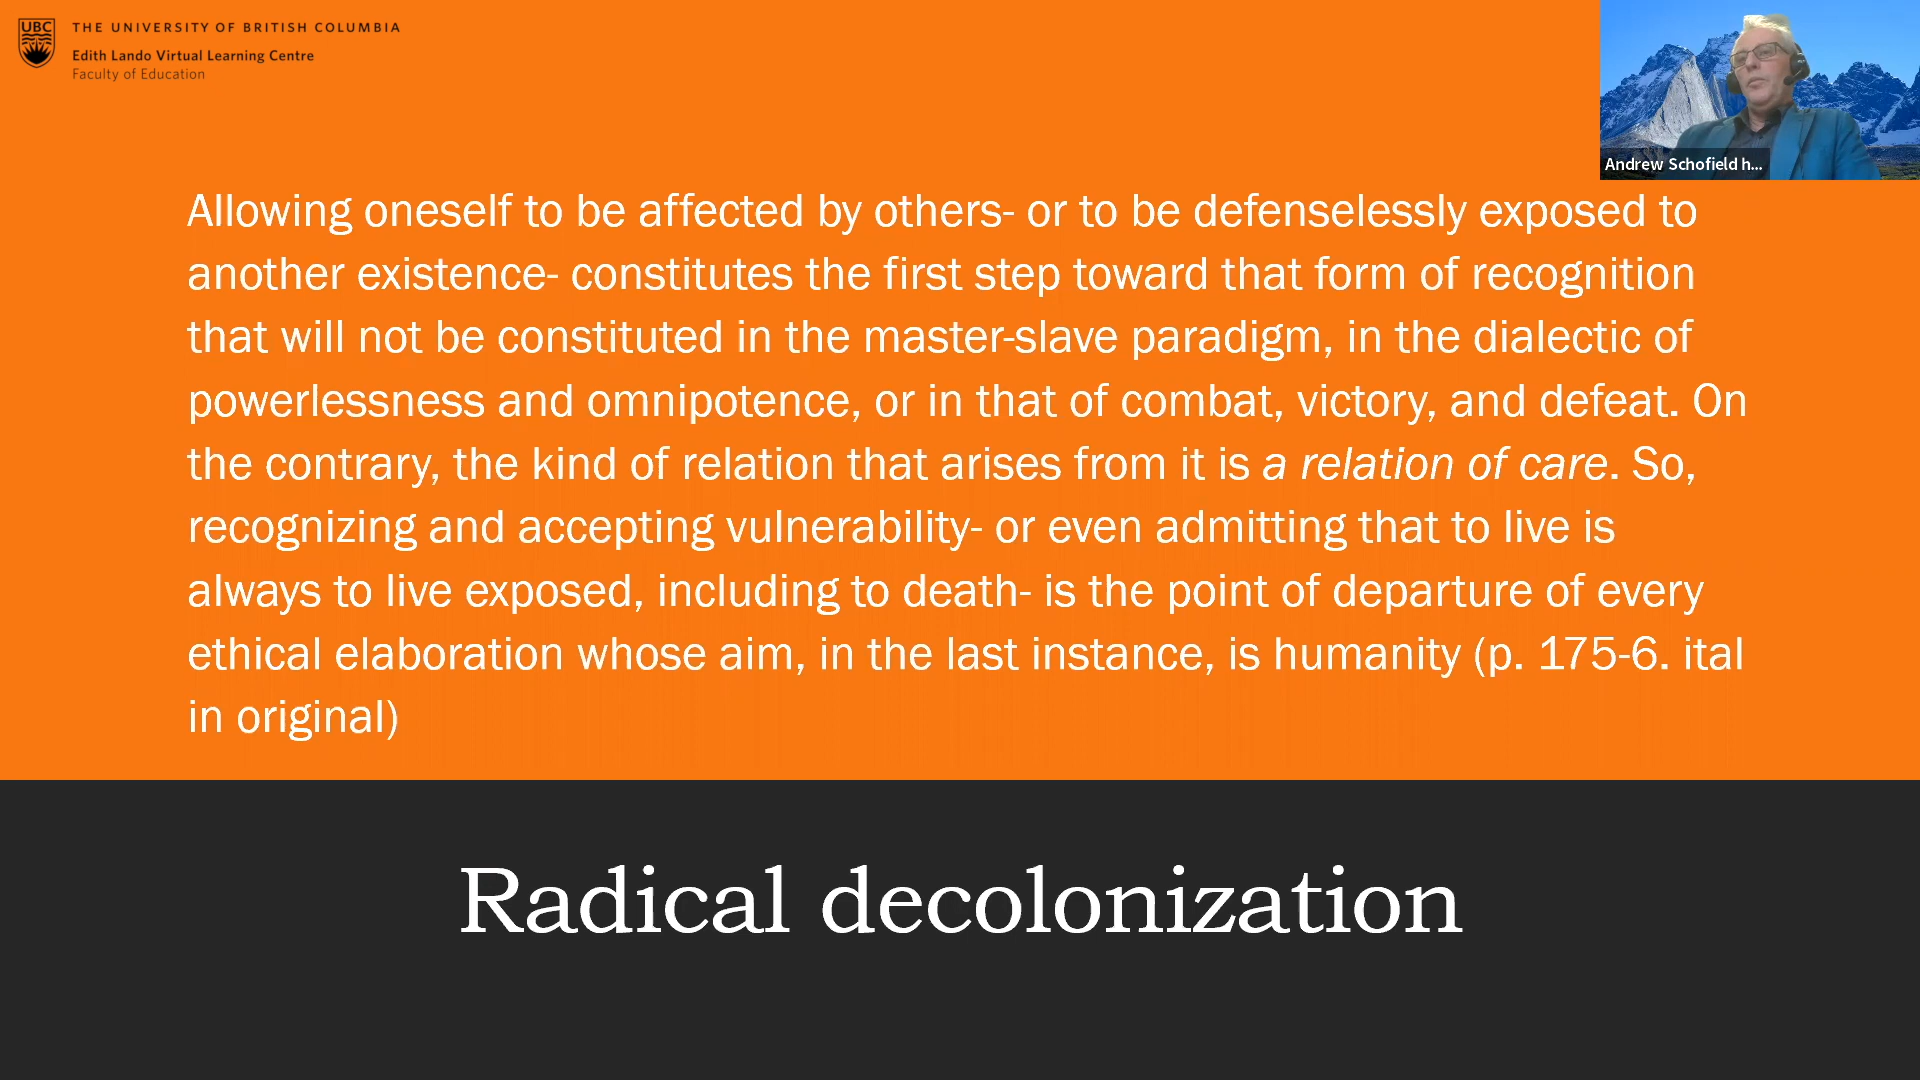 UBC
THE UNIVERSITY OF BRITISH COLUMBIA
Edith Lando Virtual Learning Centre
Faculty of Education
Andrew Schofield h...
Allowing oneself to be affected by others- or to be defenselessly exposed to
another existence- constitutes the first step toward that form of recognition
that will not be constituted in the master-slave paradigm, in the dialectic of
powerlessness and omnipotence, or in that of combat, victory, and defeat. On
the contrary, the kind of relation that arises from it is a relation of care. So,
recognizing and accepting vulnerability- or even admitting that to live is
always to live exposed, including to death- is the point of departure of every
ethical elaboration whose aim, in the last instance, is humanity (p. 175-6. ital
in original)
Radical decolonization